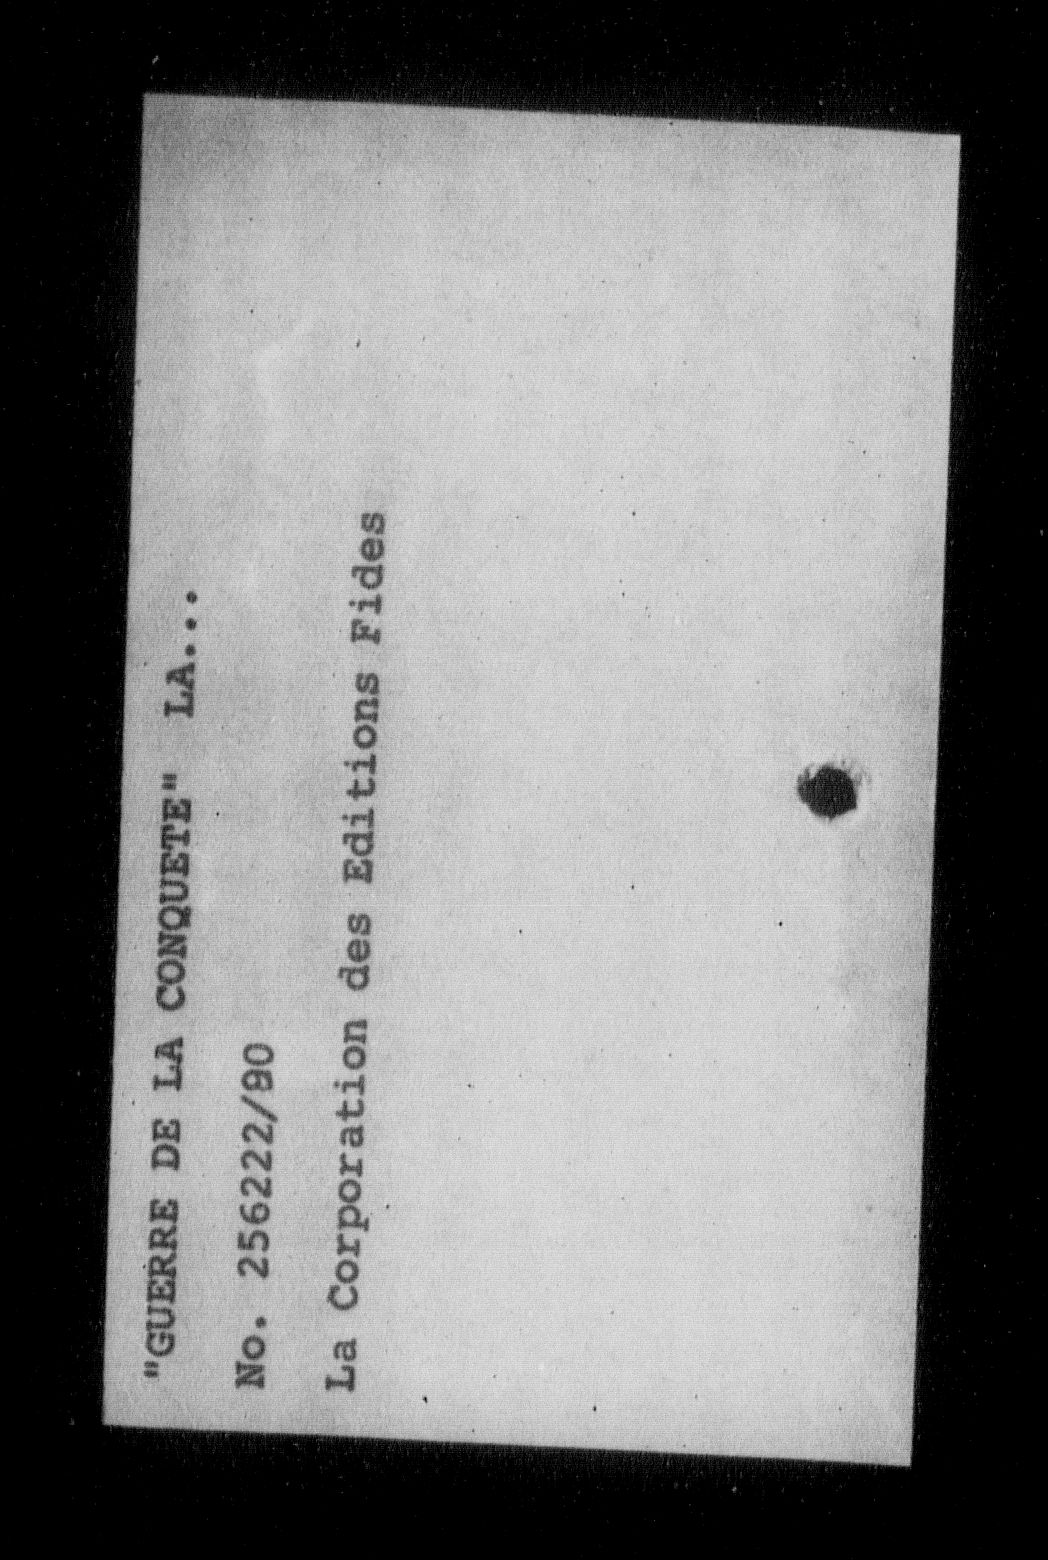 "GUERRE DE LA CONQUETE" LA...
No. 256222/90
La Corporation des Editions Fides